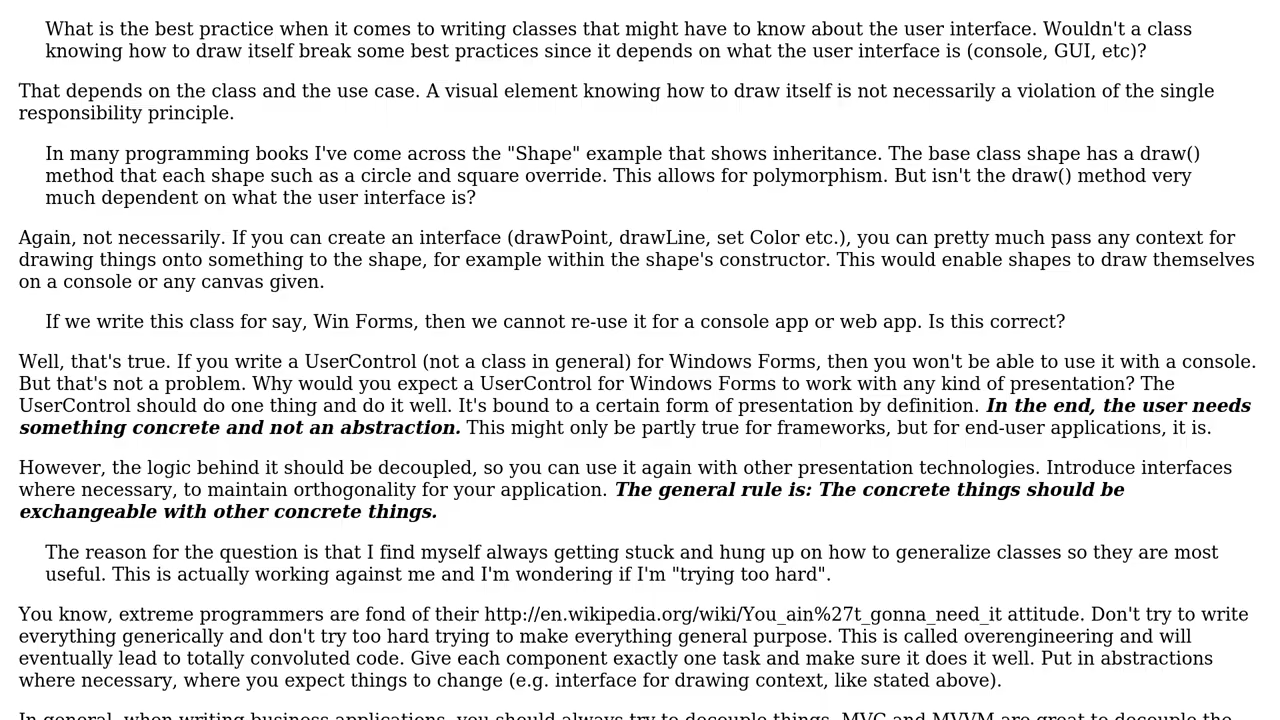 What is the best practice when it comes to writing classes that might have to know about the user interface. Wouldn't a class
knowing how to draw itself break some best practices since it depends on what the user interface is (console, GUI, etc)?
That depends on the class and the use case. A visual element knowing how to draw itself is not necessarily a violation of the single
responsibility principle.
In many programming books I've come across the "Shape" example that shows inheritance. The base class shape has a draw()
method that each shape such as a circle and square override. This allows for polymorphism. But isn't the draw() method very
much dependent on what the user interface is?
Again, not necessarily. If you can create an interface (drawPoint, drawLine, set Color etc.), you can pretty much pass any context for
drawing things onto something to the shape, for example within the shape's constructor. This would enable shapes to draw themselves
on a console or any canvas given.
If we write this class for say, Win Forms, then we cannot re-use it for a console app or web app. Is this correct?
Well, that's true. If you write a UserControl (not a class in general) for Windows Forms, then you won't be able to use it with a console.
But that's not a problem. Why would you expect a UserControl for Windows Forms to work with any kind of presentation? The
UserControl should do one thing and do it well. It's bound to a certain form of presentation by definition. In the end, the user needs
something concrete and not an abstraction. This might only be partly true for frameworks, but for end-user applications, it is.
However, the logic behind it should be decoupled, so you can use it again with other presentation technologies. Introduce interfaces
where necessary, to maintain orthogonality for your application. The general rule is: The concrete things should be
exchangeable with other concrete things.
The reason for the question is that I find myself always getting stuck and hung up on how to generalize classes so they are most
useful. This is actually working against me and I'm wondering if I'm "trying too hard".
You know, extreme programmers are fond of their http://en.wikipedia.org/wiki/You_ain%27t_gonna_need_it attitude. Don't try to write
everything generically and don't try too hard trying to make everything general purpose. This is called overengineering and will
eventually lead to totally convoluted code. Give each component exactly one task and make sure it does it well. Put in abstractions
where necessary, where you expect things to change (e.g. interface for drawing context, like stated above).
In general, when writing business applications, you should always try to decouple things. MVC and MVVM are great to decouple the